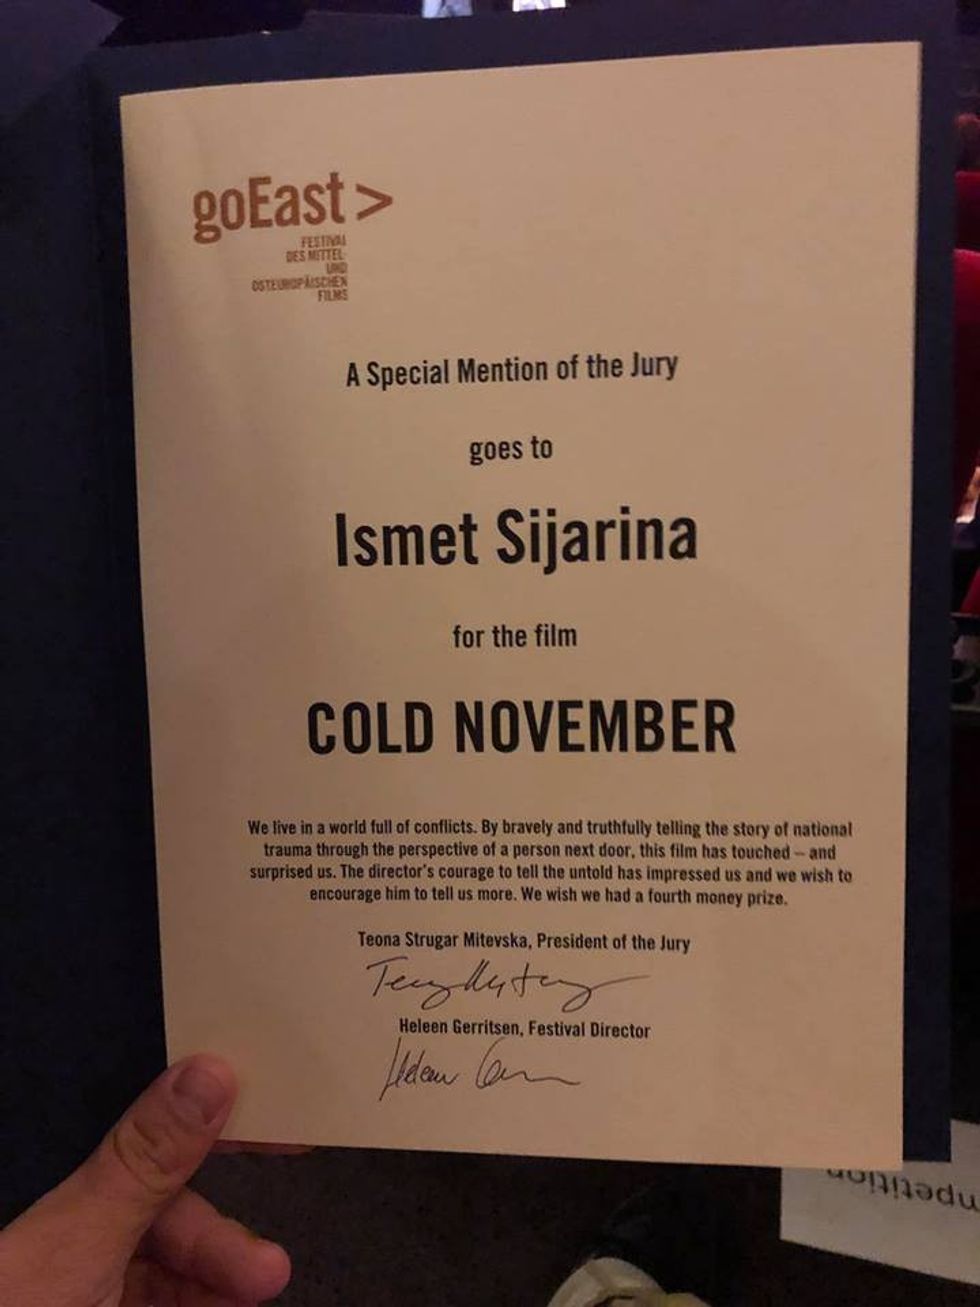 goEast >
FESTIVAL
DES MITTEL-
UND
OSTEUROPÄISCHEN
FILMS
A Special Mention of the Jury
goes to
Ismet Sijarina
for the film
COLD NOVEMBER
We live in a world full of conflicts. By bravely and truthfully telling the story of national
trauma through the perspective of a person next door, this film has touched – and
surprised us. The director's courage to tell the untold has impressed us and we wish to
encourage him to tell us more. We wish we had a fourth money prize.
Teona Strugar Mitevska, President of the Jury
Heleen Gerritsen, Festival Director